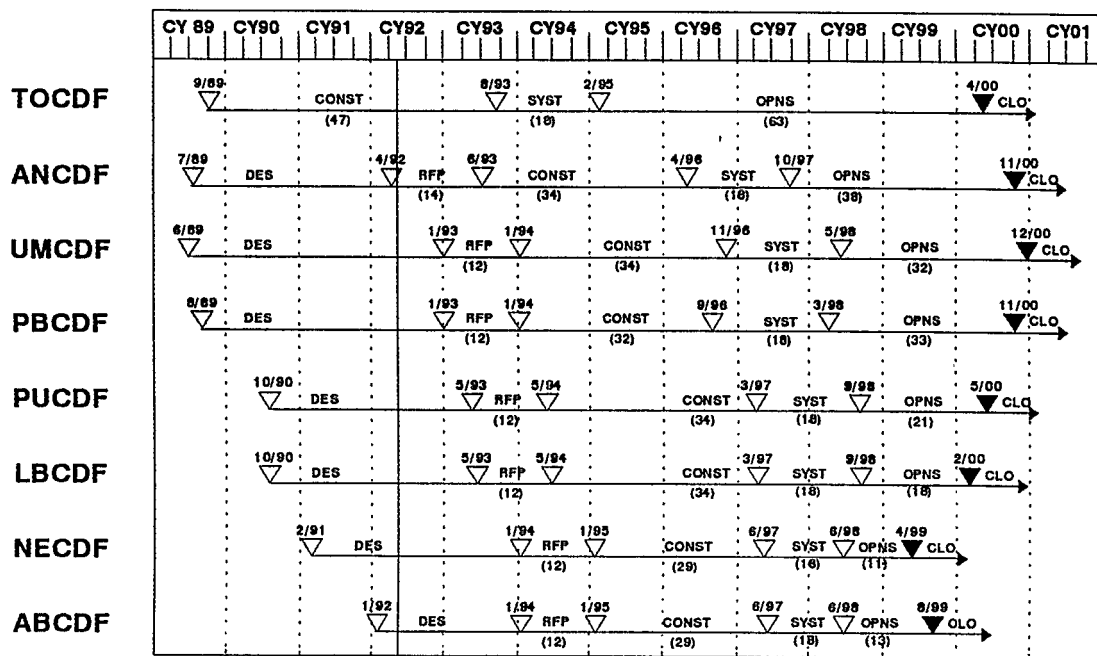 CY 89 CY90 CY91 CY92 CY93 CY94 CY95 CY96 CY97 CY98 CY99 CY00 CY01
9/89 8/93 2/95 4/00
TOCDF CONST SYST OPNS CLO
(47) (18) (63)
7/89 4/92 6/93 4/96 10/97 11/00
ANCDF DES RFP CONST SYST OPNS CLO
(14) (34) (18) (38)
6/89 1/93 1/94 11/96 5/98 12/00
UMCDF DES RFP CONST SYST OPNS CLO
(12) (34) (18) (32)
8/89 1/93 1/94 9/96 3/98 11/00
PBCDF DES RFP CONST SYST OPNS CLO
(12) (32) (18) (33)
10/90 5/93 5/94 3/97 9/98 5/00
PUCDF DES RFP CONST SYST OPNS CLO
(12) (34) (18) (21)
10/90 5/93 5/94 3/97 9/98 2/00
LBCDF DES RFP CONST SYST OPNS CLO
(12) (34) (18) (18)
2/91 1/94 1/95 6/97 6/98 4/99
NECDF DES RFP CONST SYST OPNS CLO
(12) (29) (16) (11)
1/92 1/94 1/95 6/97 6/98 8/99
ABCDF DES RFP CONST SYST OPNS OLO
(12) (29) (18) (13)